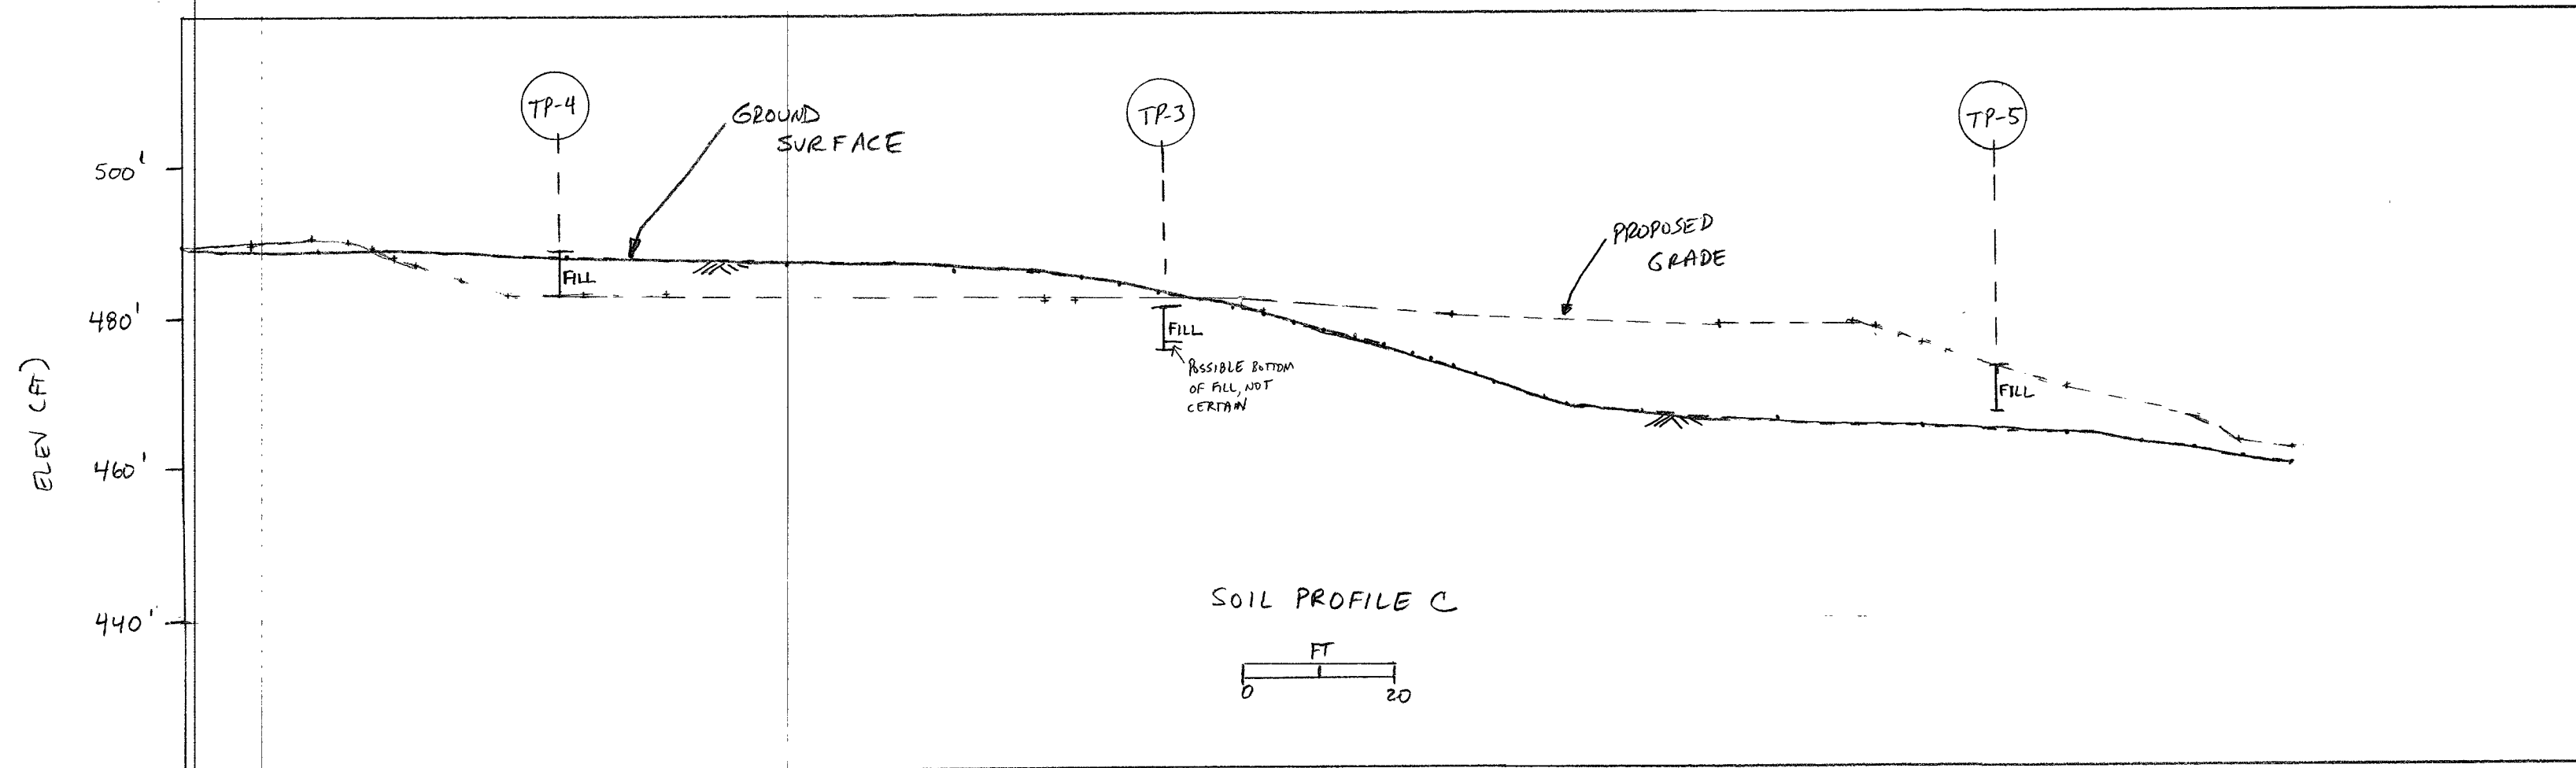 TP-4
TP-3
TP-5
GROUND
SURFACE
500'
PROPOSED
GRADE
FILL
480'
FILL
POSSIBLE BOTTOM
OF FILL, NOT
CERTAIN
FILL
ELEV (FT)
460'
440'
SOIL PROFILE C
FT
0 20